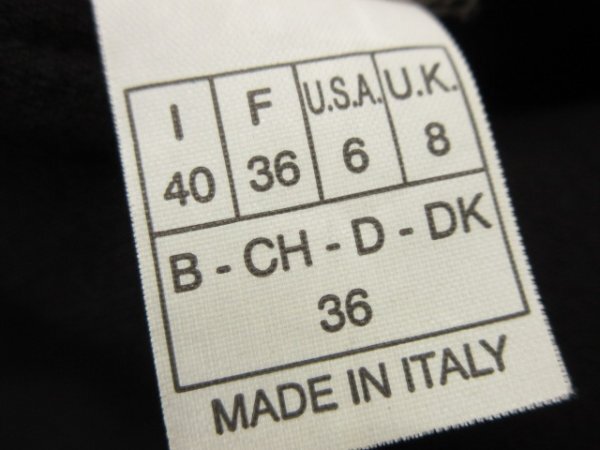 I F U.S.A. U.K.
40 36 6 8
B - CH - D - DK
36
MADE IN ITALY